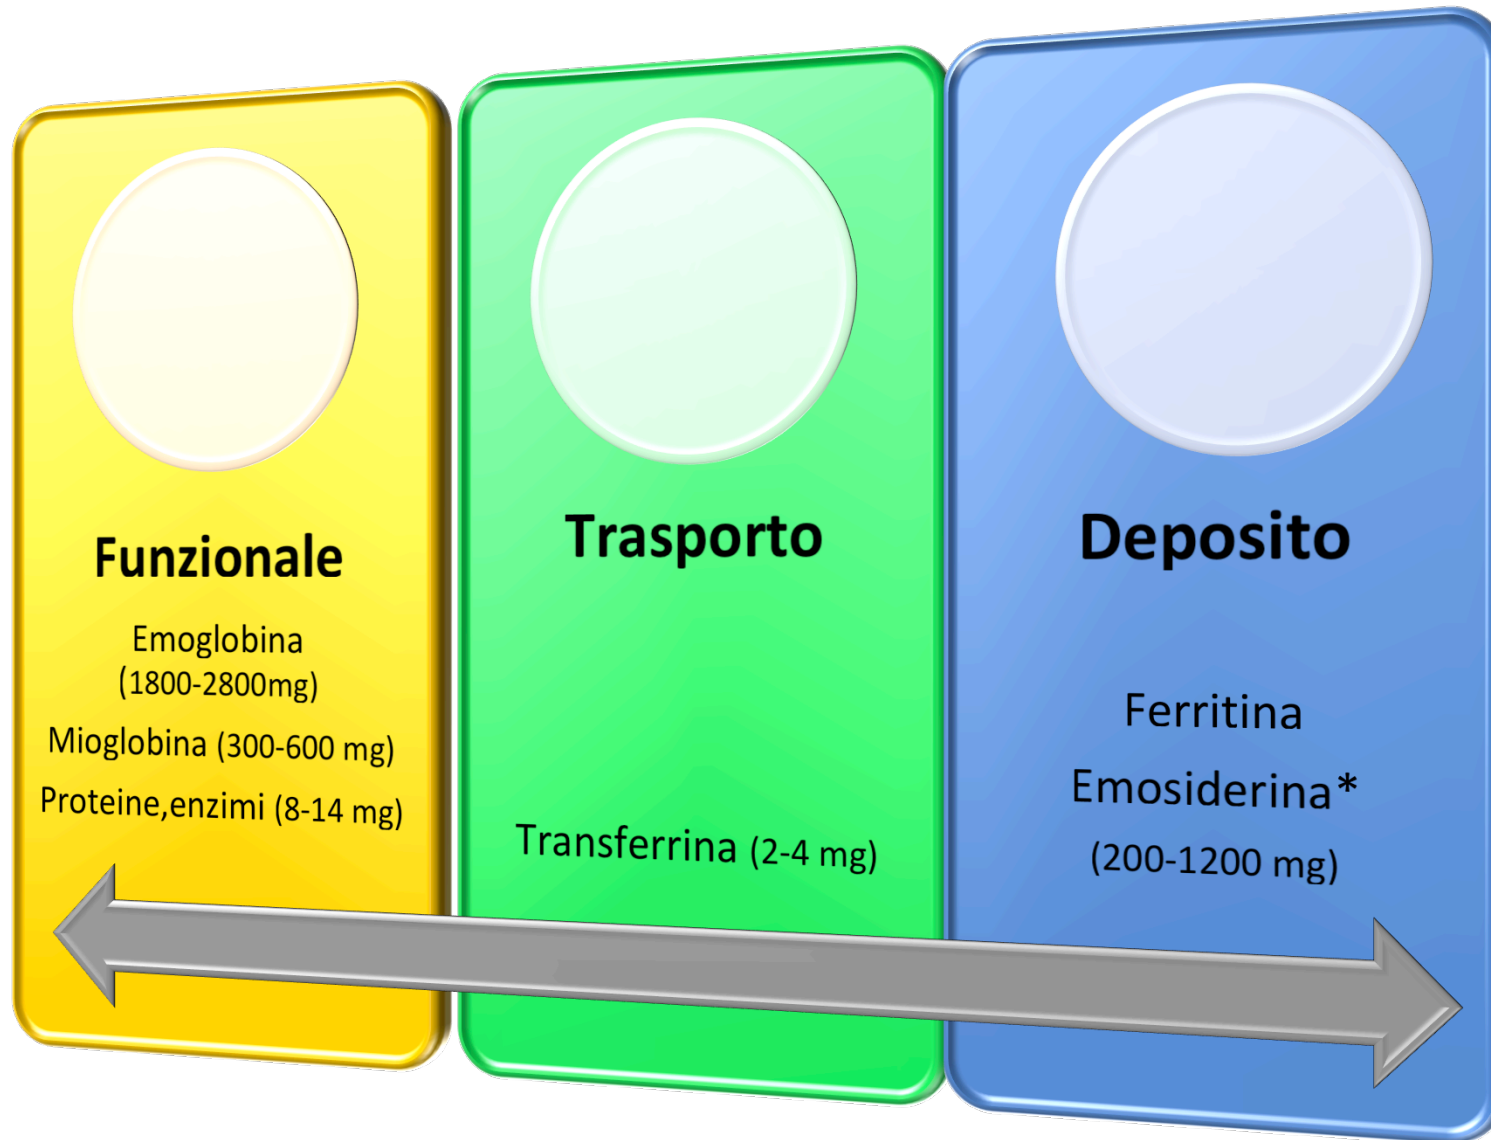 Funzionale
Emoglobina
(1800-2800mg)
Mioglobina (300-600 mg)
Proteine,enzimi (8-14 mg)
Trasporto
Transferrina (2-4 mg)
Deposito
Ferritina
Emosiderina*
(200-1200 mg)